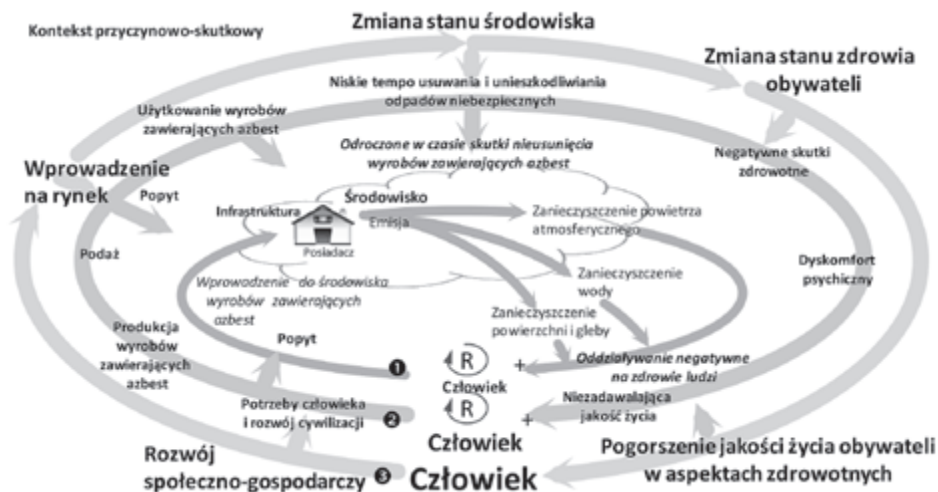 Kontekst przyczynowo-skutkowy
Zmiana stanu środowiska
Zmiana stanu zdrowia
obywateli
Niskie tempo usuwania i unieszkodliwiania
odpadów niebezpiecznych
Użytkowanie wyrobów
zawierających azbest
Odroczone w czasie skutki nieusunięcia
wyrobów zawierających azbest
Negatywne skutki
zdrowotne
Wprowadzenie
na rynek
Popyt
Infrastruktura
Środowisko
Emisja
Posiadacz
Zanieczyszczenie powietrza
atmosferycznego
Podaż
Dyskomfort
psychiczny
Wprowadzenie do środowiska
wyrobów zawierających
azbest
Zanieczyszczenie
wody
Zanieczyszczenie
powierzchni i gleby
Produkcja
wyrobów
zawierających
azbest
Popyt
1
R
+
Człowiek
Oddziaływanie negatywne
na zdrowie ludzi
Potrzeby człowieka
i rozwój cywilizacji
2
R
+
Człowiek
Niezadawalająca
jakość życia
Rozwój
społeczno-gospodarczy
3
Człowiek
Pogorszenie jakości życia obywateli
w aspektach zdrowotnych